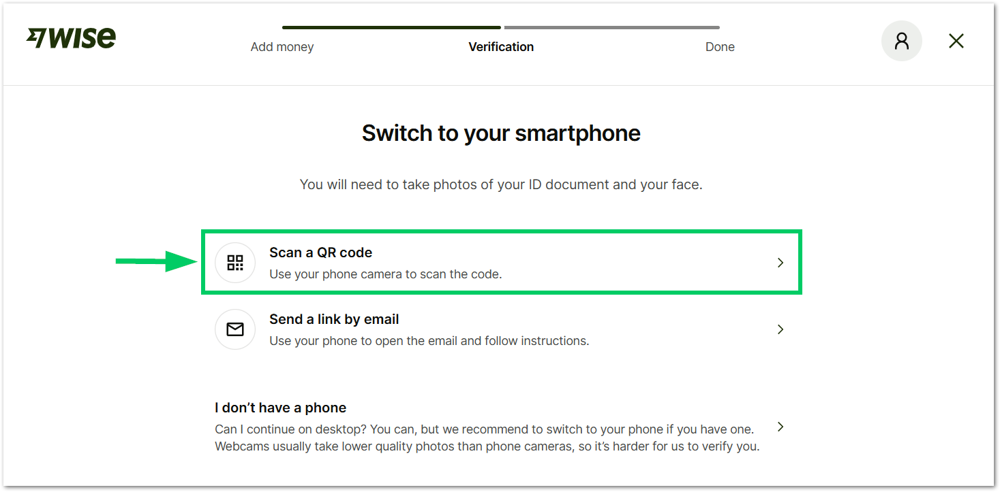 WISE
Add money
Verification
Done
Switch to your smartphone
You will need to take photos of your ID document and your face.
Scan a QR code
Use your phone camera to scan the code.
Send a link by email
Use your phone to open the email and follow instructions.
I don’t have a phone
Can I continue on desktop? You can, but we recommend to switch to your phone if you have one.
Webcams usually take lower quality photos than phone cameras, so it’s harder for us to verify you.